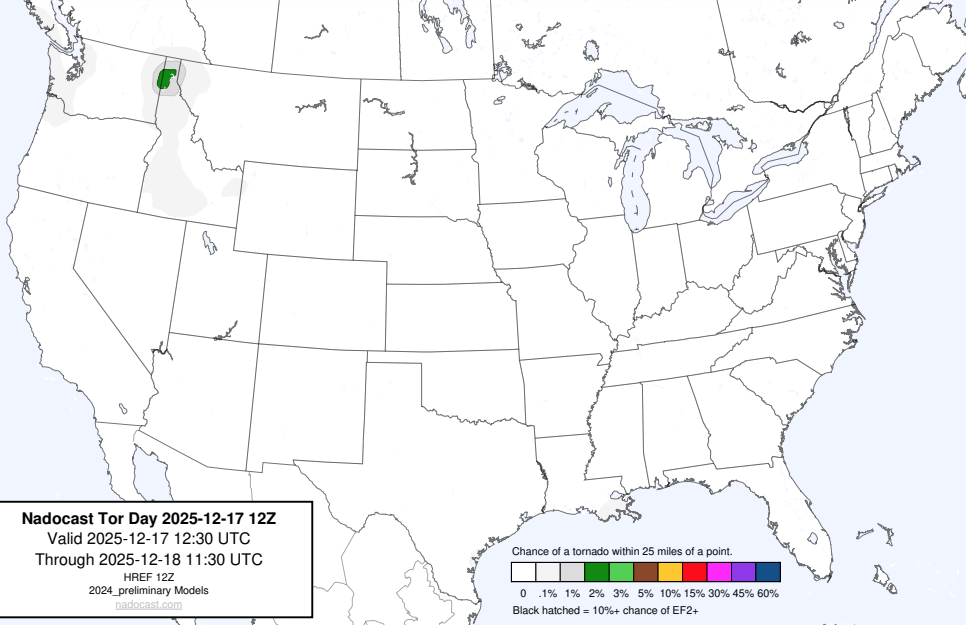 Nadocast Tor Day 2025-12-17 12Z
Valid 2025-12-17 12:30 UTC
Through 2025-12-18 11:30 UTC
HREF 12Z
2024_preliminary Models
nadocast.com
Chance of a tornado within 25 miles of a point.
0 .1% 1% 2% 3% 5% 10% 15% 30% 45% 60%
Black hatched = 10%+ chance of EF2+